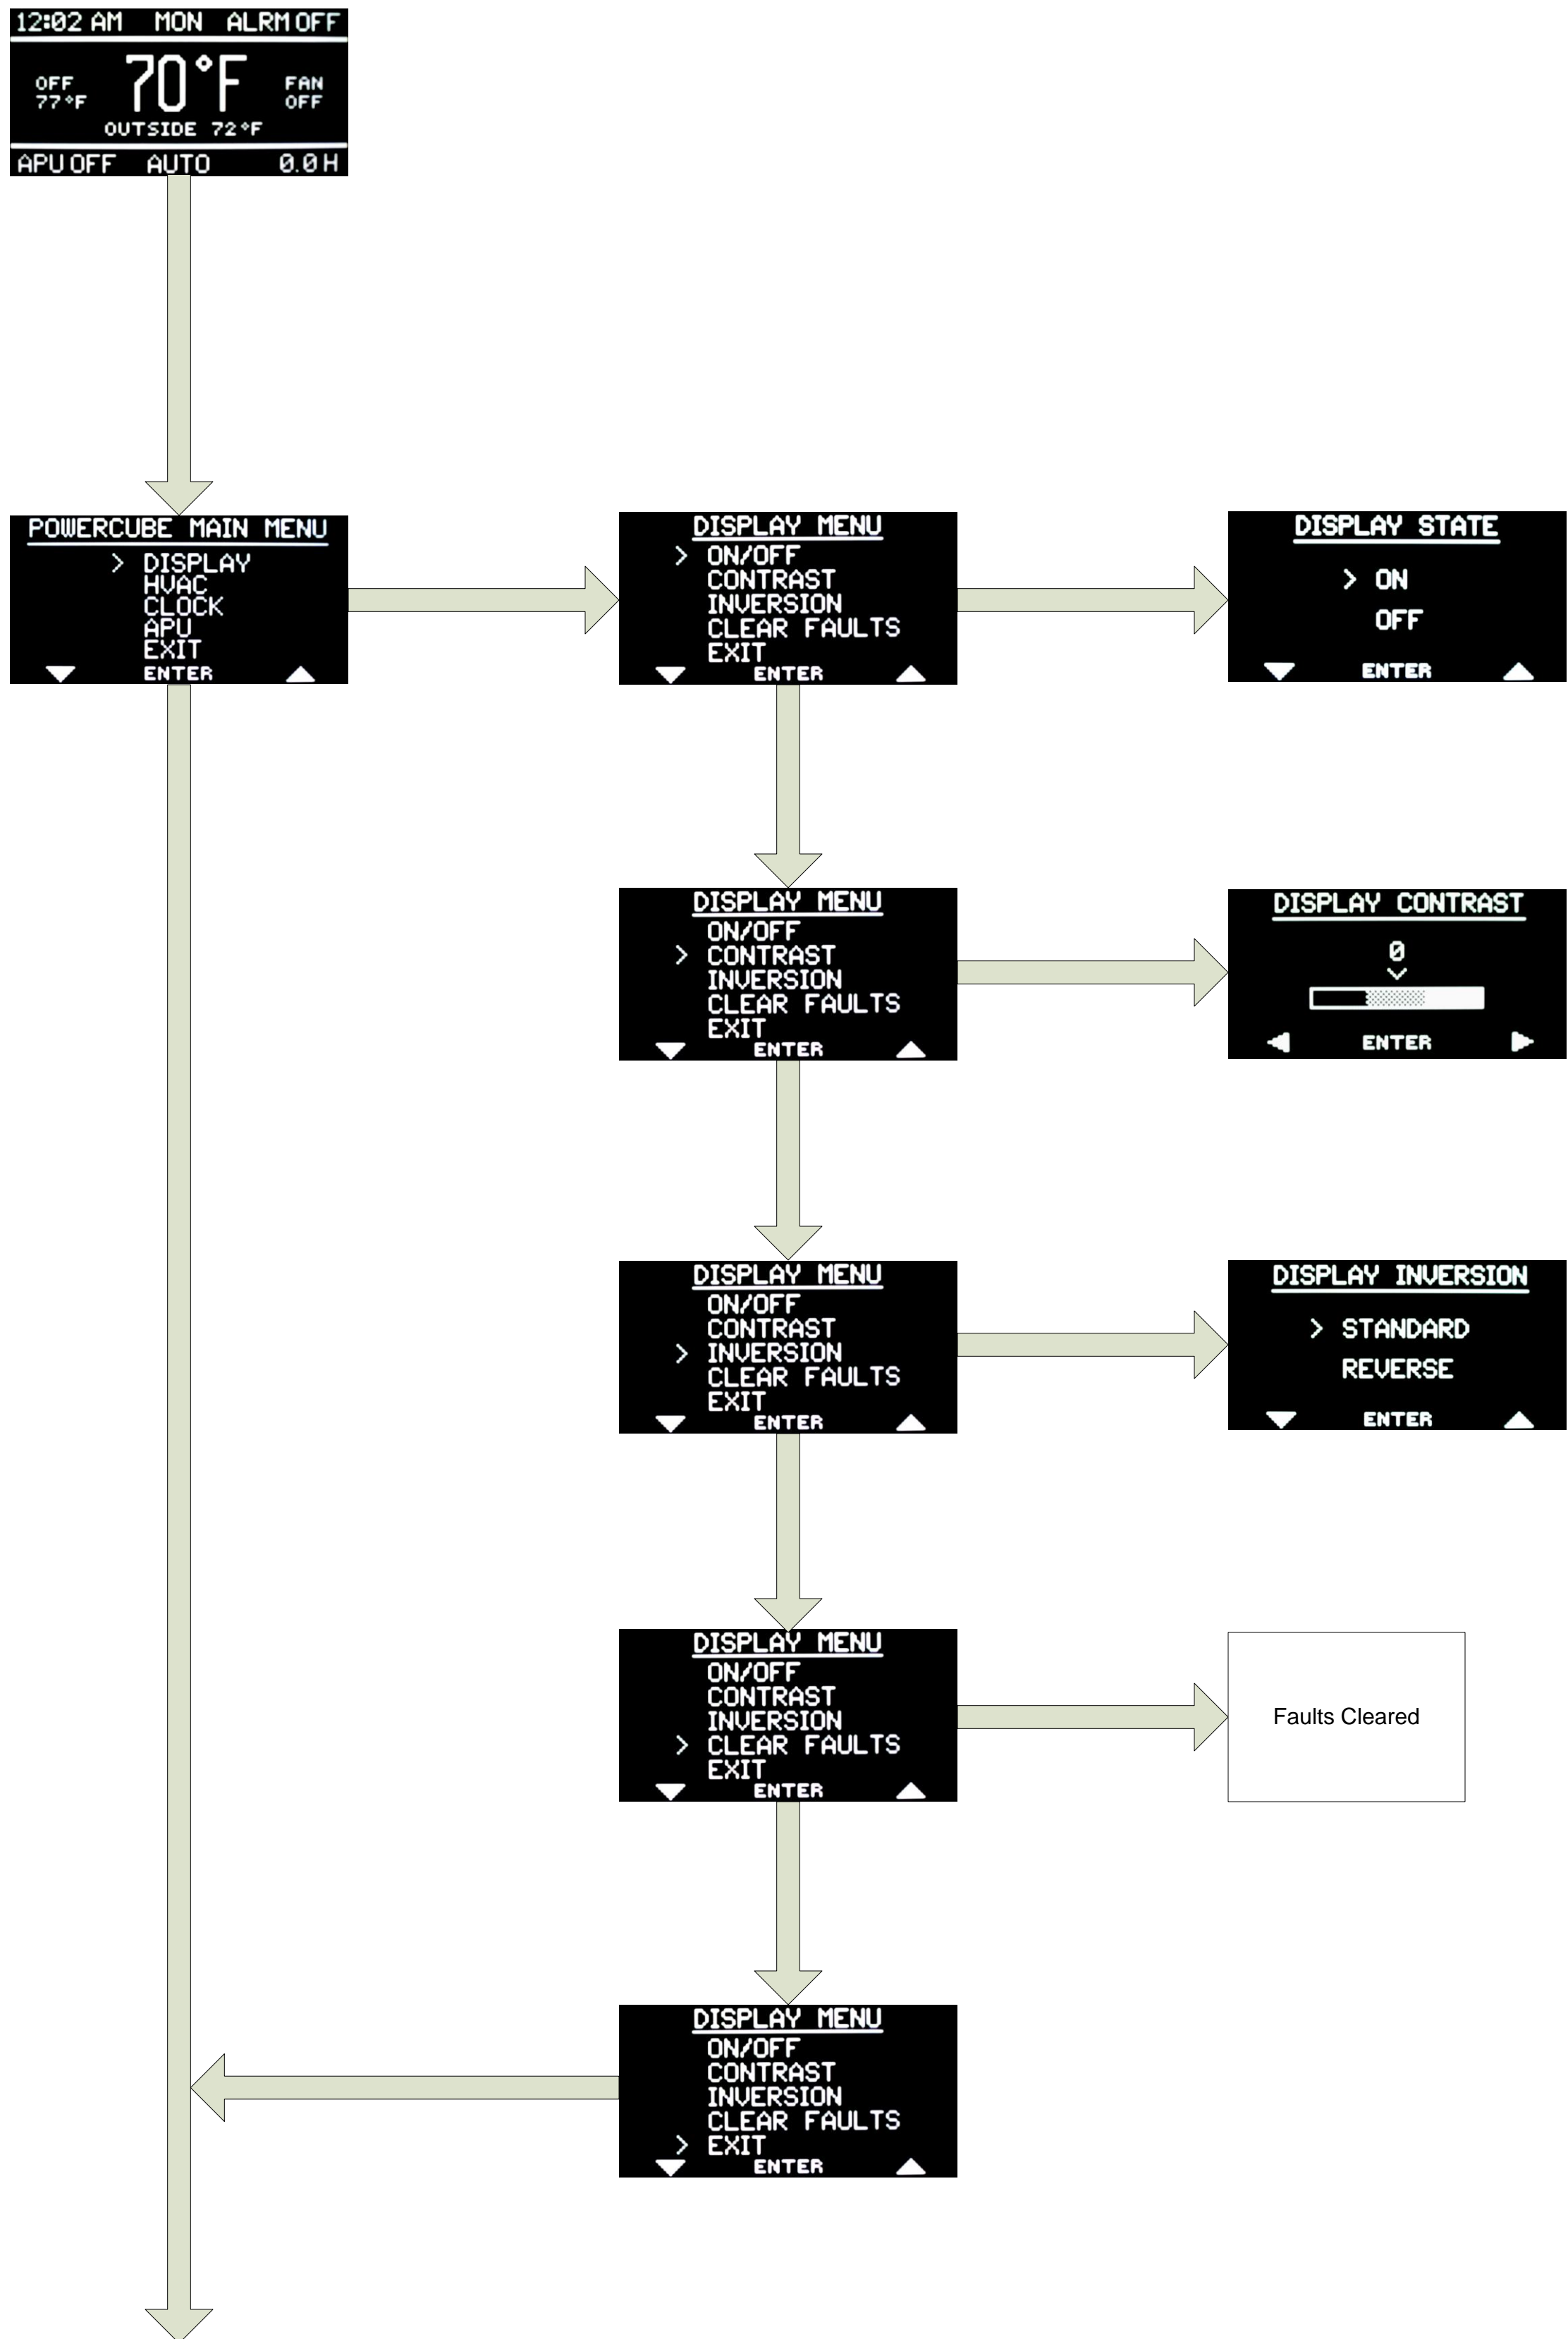 12:02 AM MON ALRM OFF
OFF 70°F FAN
77°F OFF
OUTSIDE 72°F
APU OFF AUTO 0.0 H
POWERCUBE MAIN MENU
> DISPLAY
HVAC
CLOCK
APU
EXIT
ENTER
DISPLAY MENU
> ON/OFF
CONTRAST
INVERSION
CLEAR FAULTS
EXIT
ENTER
DISPLAY STATE
> ON
OFF
ENTER
DISPLAY MENU
ON/OFF
> CONTRAST
INVERSION
CLEAR FAULTS
EXIT
ENTER
DISPLAY CONTRAST
0
ENTER
DISPLAY MENU
ON/OFF
CONTRAST
> INVERSION
CLEAR FAULTS
EXIT
ENTER
DISPLAY INVERSION
> STANDARD
REVERSE
ENTER
DISPLAY MENU
ON/OFF
CONTRAST
INVERSION
> CLEAR FAULTS
EXIT
ENTER
Faults Cleared
DISPLAY MENU
ON/OFF
CONTRAST
INVERSION
CLEAR FAULTS
> EXIT
ENTER